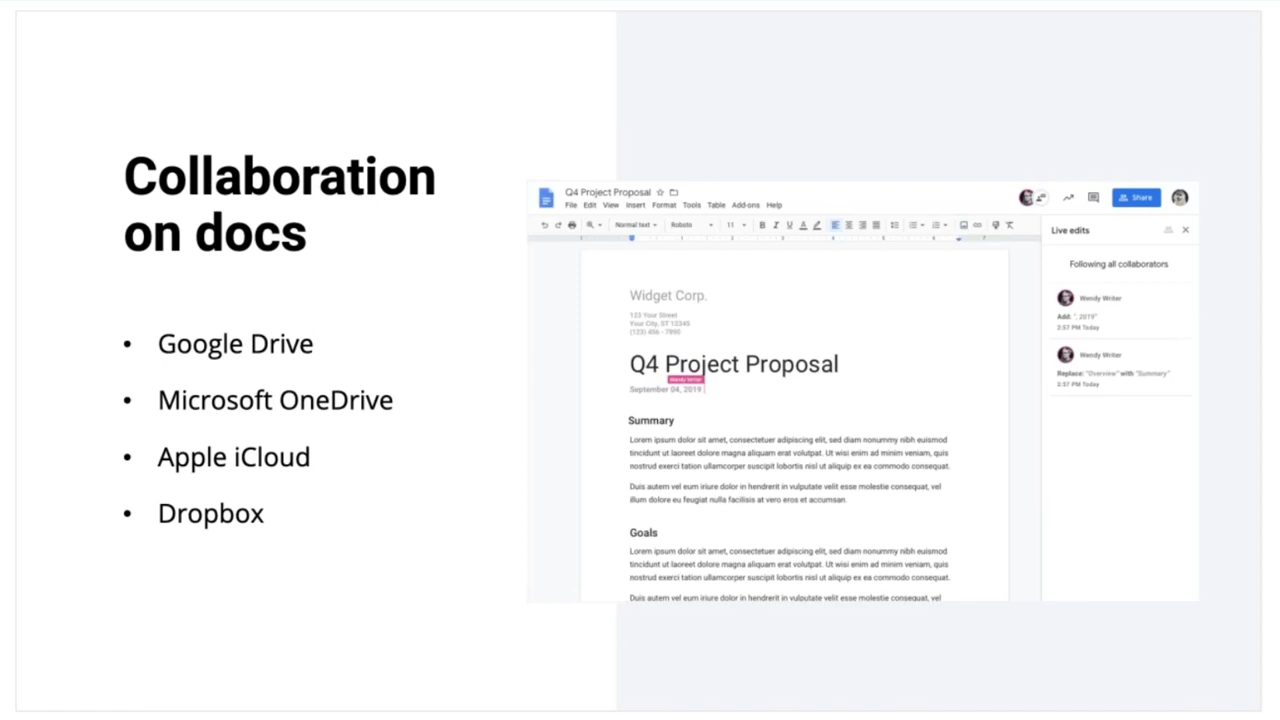 Collaboration
on docs
• Google Drive
• Microsoft OneDrive
• Apple iCloud
• Dropbox
Q4 Project Proposal
File Edit View Insert Format Tools Table Add-ons Help
Share
Normal text Roboto 11 B I U A
Live edits
Following all collaborators
Wendy Writer
Add: ", 2019"
2:57 PM Today
Wendy Writer
Replace: "Overview" with "Summary"
2:57 PM Today
Widget Corp.
123 Your Street
Your City, ST 12345
(123) 456 - 7890
Q4 Project Proposal
Wendy Writer
September 04, 2019
Summary
Lorem ipsum dolor sit amet, consectetuer adipiscing elit, sed diam nonummy nibh euismod
tincidunt ut laoreet dolore magna aliquam erat volutpat. Ut wisi enim ad minim veniam, quis
nostrud exerci tation ullamcorper suscipit lobortis nisl ut aliquip ex ea commodo consequat.
Duis autem vel eum iriure dolor in hendrerit in vulputate velit esse molestie consequat, vel
illum dolore eu feugiat nulla facilisis at vero eros et accumsan.
Goals
Lorem ipsum dolor sit amet, consectetuer adipiscing elit, sed diam nonummy nibh euismod
tincidunt ut laoreet dolore magna aliquam erat volutpat. Ut wisi enim ad minim veniam, quis
nostrud exerci tation ullamcorper suscipit lobortis nisl ut aliquip ex ea commodo consequat.
Duis autem vel eum iriure dolor in hendrerit in vulputate velit esse molestie consequat, vel